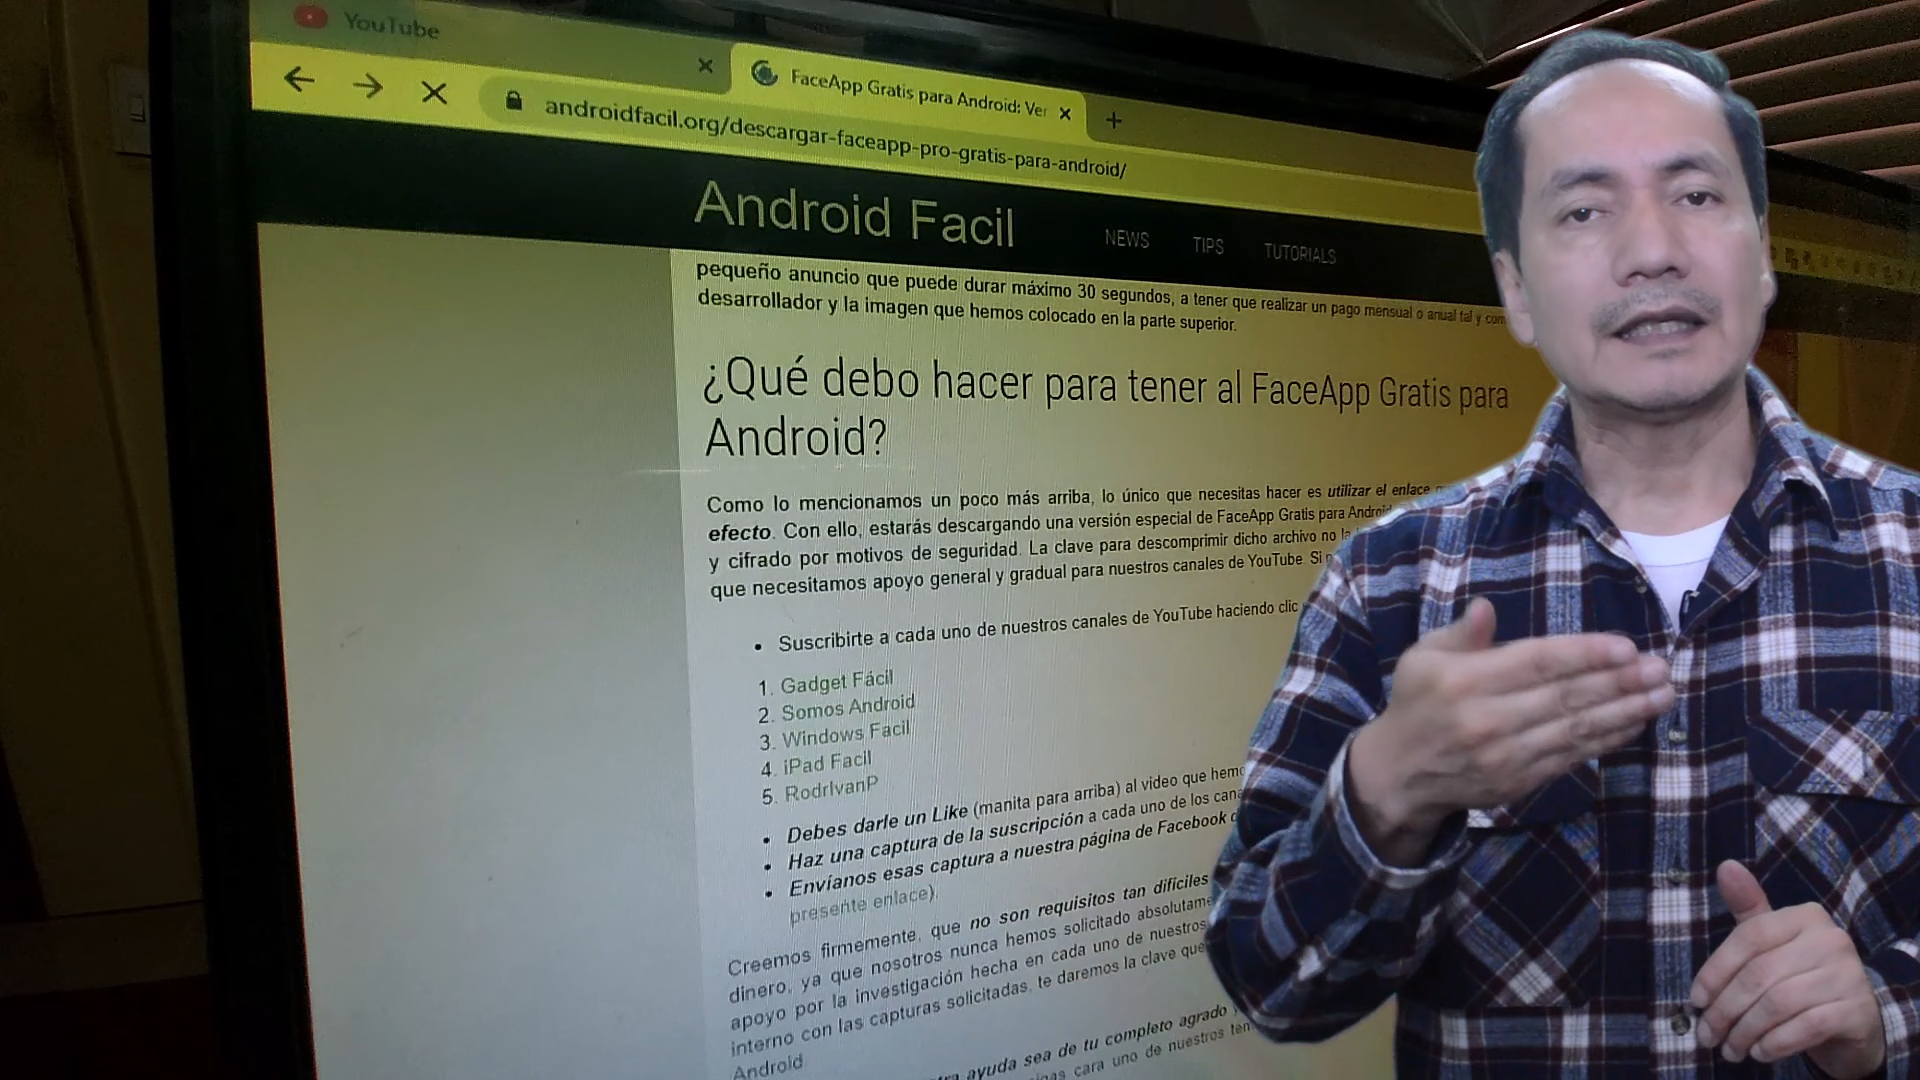 YouTube
FaceApp Gratis para Android: Ver
androidfacil.org/descargar-faceapp-pro-gratis-para-android/
Android Facil
NEWS TIPS TUTORIALS
pequeño anuncio que puede durar máximo 30 segundos, a tener que realizar un pago mensual o anual tal y com
desarrollador y la imagen que hemos colocado en la parte superior.
¿Qué debo hacer para tener al FaceApp Gratis para
Android?
Como lo mencionamos un poco más arriba, lo único que necesitas hacer es utilizar el enlace
efecto. Con ello, estarás descargando una versión especial de FaceApp Gratis para Android
y cifrado por motivos de seguridad. La clave para descomprimir dicho archivo no la
que necesitamos apoyo general y gradual para nuestros canales de YouTube. Si
• Suscribirte a cada uno de nuestros canales de YouTube haciendo clic
1. Gadget Fácil
2. Somos Android
3. Windows Facil
4. iPad Facil
5. RodrIvanP
• Debes darle un Like (manita para arriba) al video que hemo
• Haz una captura de la suscripción a cada uno de los cana
• Envíanos esas captura a nuestra página de Facebook
presente enlace).
Creemos firmemente, que no son requisitos tan difíciles
dinero, ya que nosotros nunca hemos solicitado absolutame
apoyo por la investigación hecha en cada uno de nuestros
interno con las capturas solicitadas, te daremos la clave que
Android
ayuda sea de tu completo agrado
cara uno de nuestros